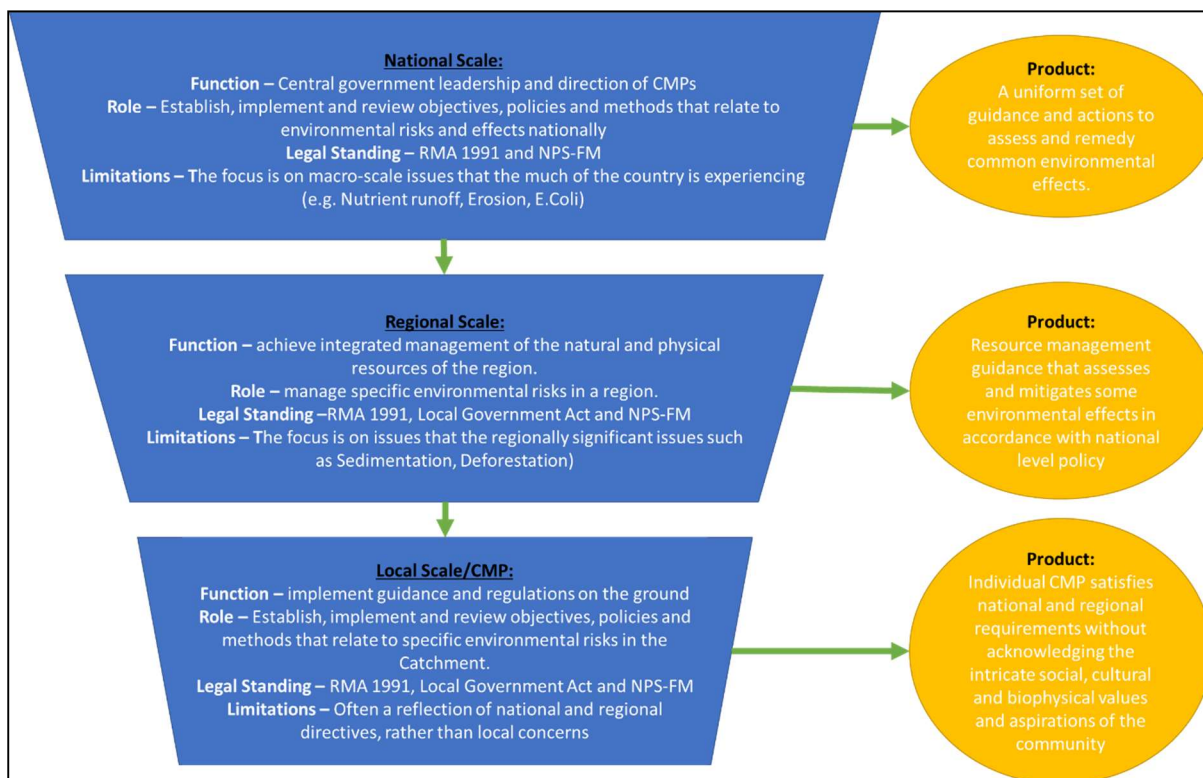 National Scale:
Function – Central government leadership and direction of CMPs
Role – Establish, implement and review objectives, policies and methods that relate to
environmental risks and effects nationally
Legal Standing – RMA 1991 and NPS-FM
Limitations – The focus is on macro-scale issues that the much of the country is experiencing
(e.g. Nutrient runoff, Erosion, E.Coli)
Product:
A uniform set of
guidance and actions to
assess and remedy
common environmental
effects.
Regional Scale:
Function – achieve integrated management of the natural and physical
resources of the region.
Role – manage specific environmental risks in a region.
Legal Standing –RMA 1991, Local Government Act and NPS-FM
Limitations – The focus is on issues that the regionally significant issues such
as Sedimentation, Deforestation)
Product:
Resource management
guidance that assesses
and mitigates some
environmental effects in
accordance with national
level policy
Local Scale/CMP:
Function – implement guidance and regulations on the ground
Role – Establish, implement and review objectives, policies and
methods that relate to specific environmental risks in the
Catchment.
Legal Standing – RMA 1991, Local Government Act and NPS-FM
Limitations – Often a reflection of national and regional
directives, rather than local concerns
Product:
Individual CMP satisfies
national and regional
requirements without
acknowledging the
intricate social, cultural
and biophysical values
and aspirations of the
community